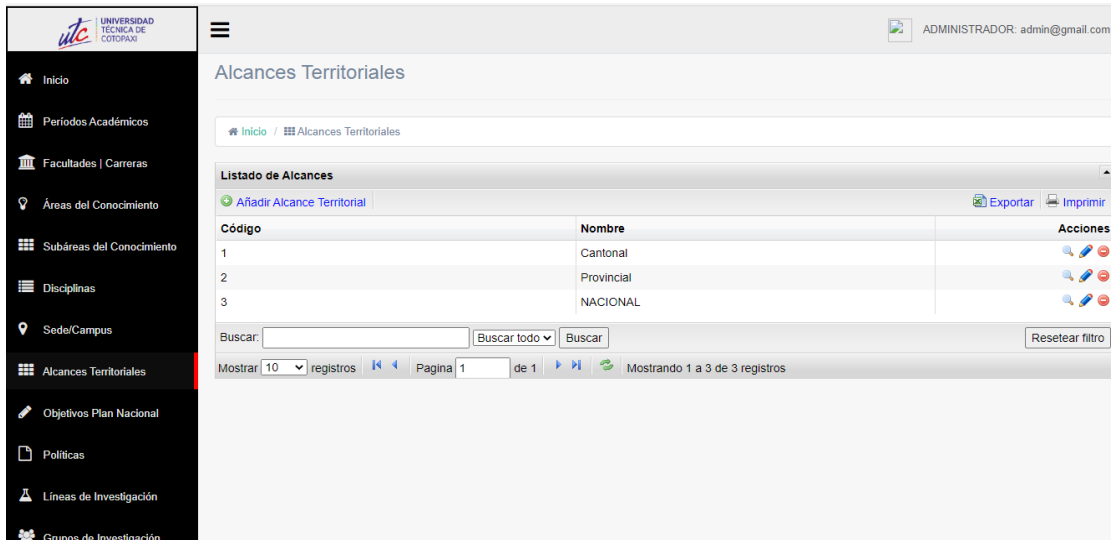 UNIVERSIDAD
TÉCNICA DE
COTOPAXI
utc
ADMINISTRADOR: admin@gmail.com
Inicio
Períodos Académicos
Facultades | Carreras
Áreas del Conocimiento
Subáreas del Conocimiento
Disciplinas
Sede/Campus
Alcances Territoriales
Objetivos Plan Nacional
Políticas
Líneas de Investigación
Grupos de Investigación
Alcances Territoriales
Inicio / Alcances Territoriales
Listado de Alcances
Añadir Alcance Territorial Exportar Imprimir
Código Nombre Acciones
1 Cantonal
2 Provincial
3 NACIONAL
Buscar: Buscar todo Buscar Resetear filtro
Mostrar 10 registros Pagina 1 de 1 Mostrando 1 a 3 de 3 registros